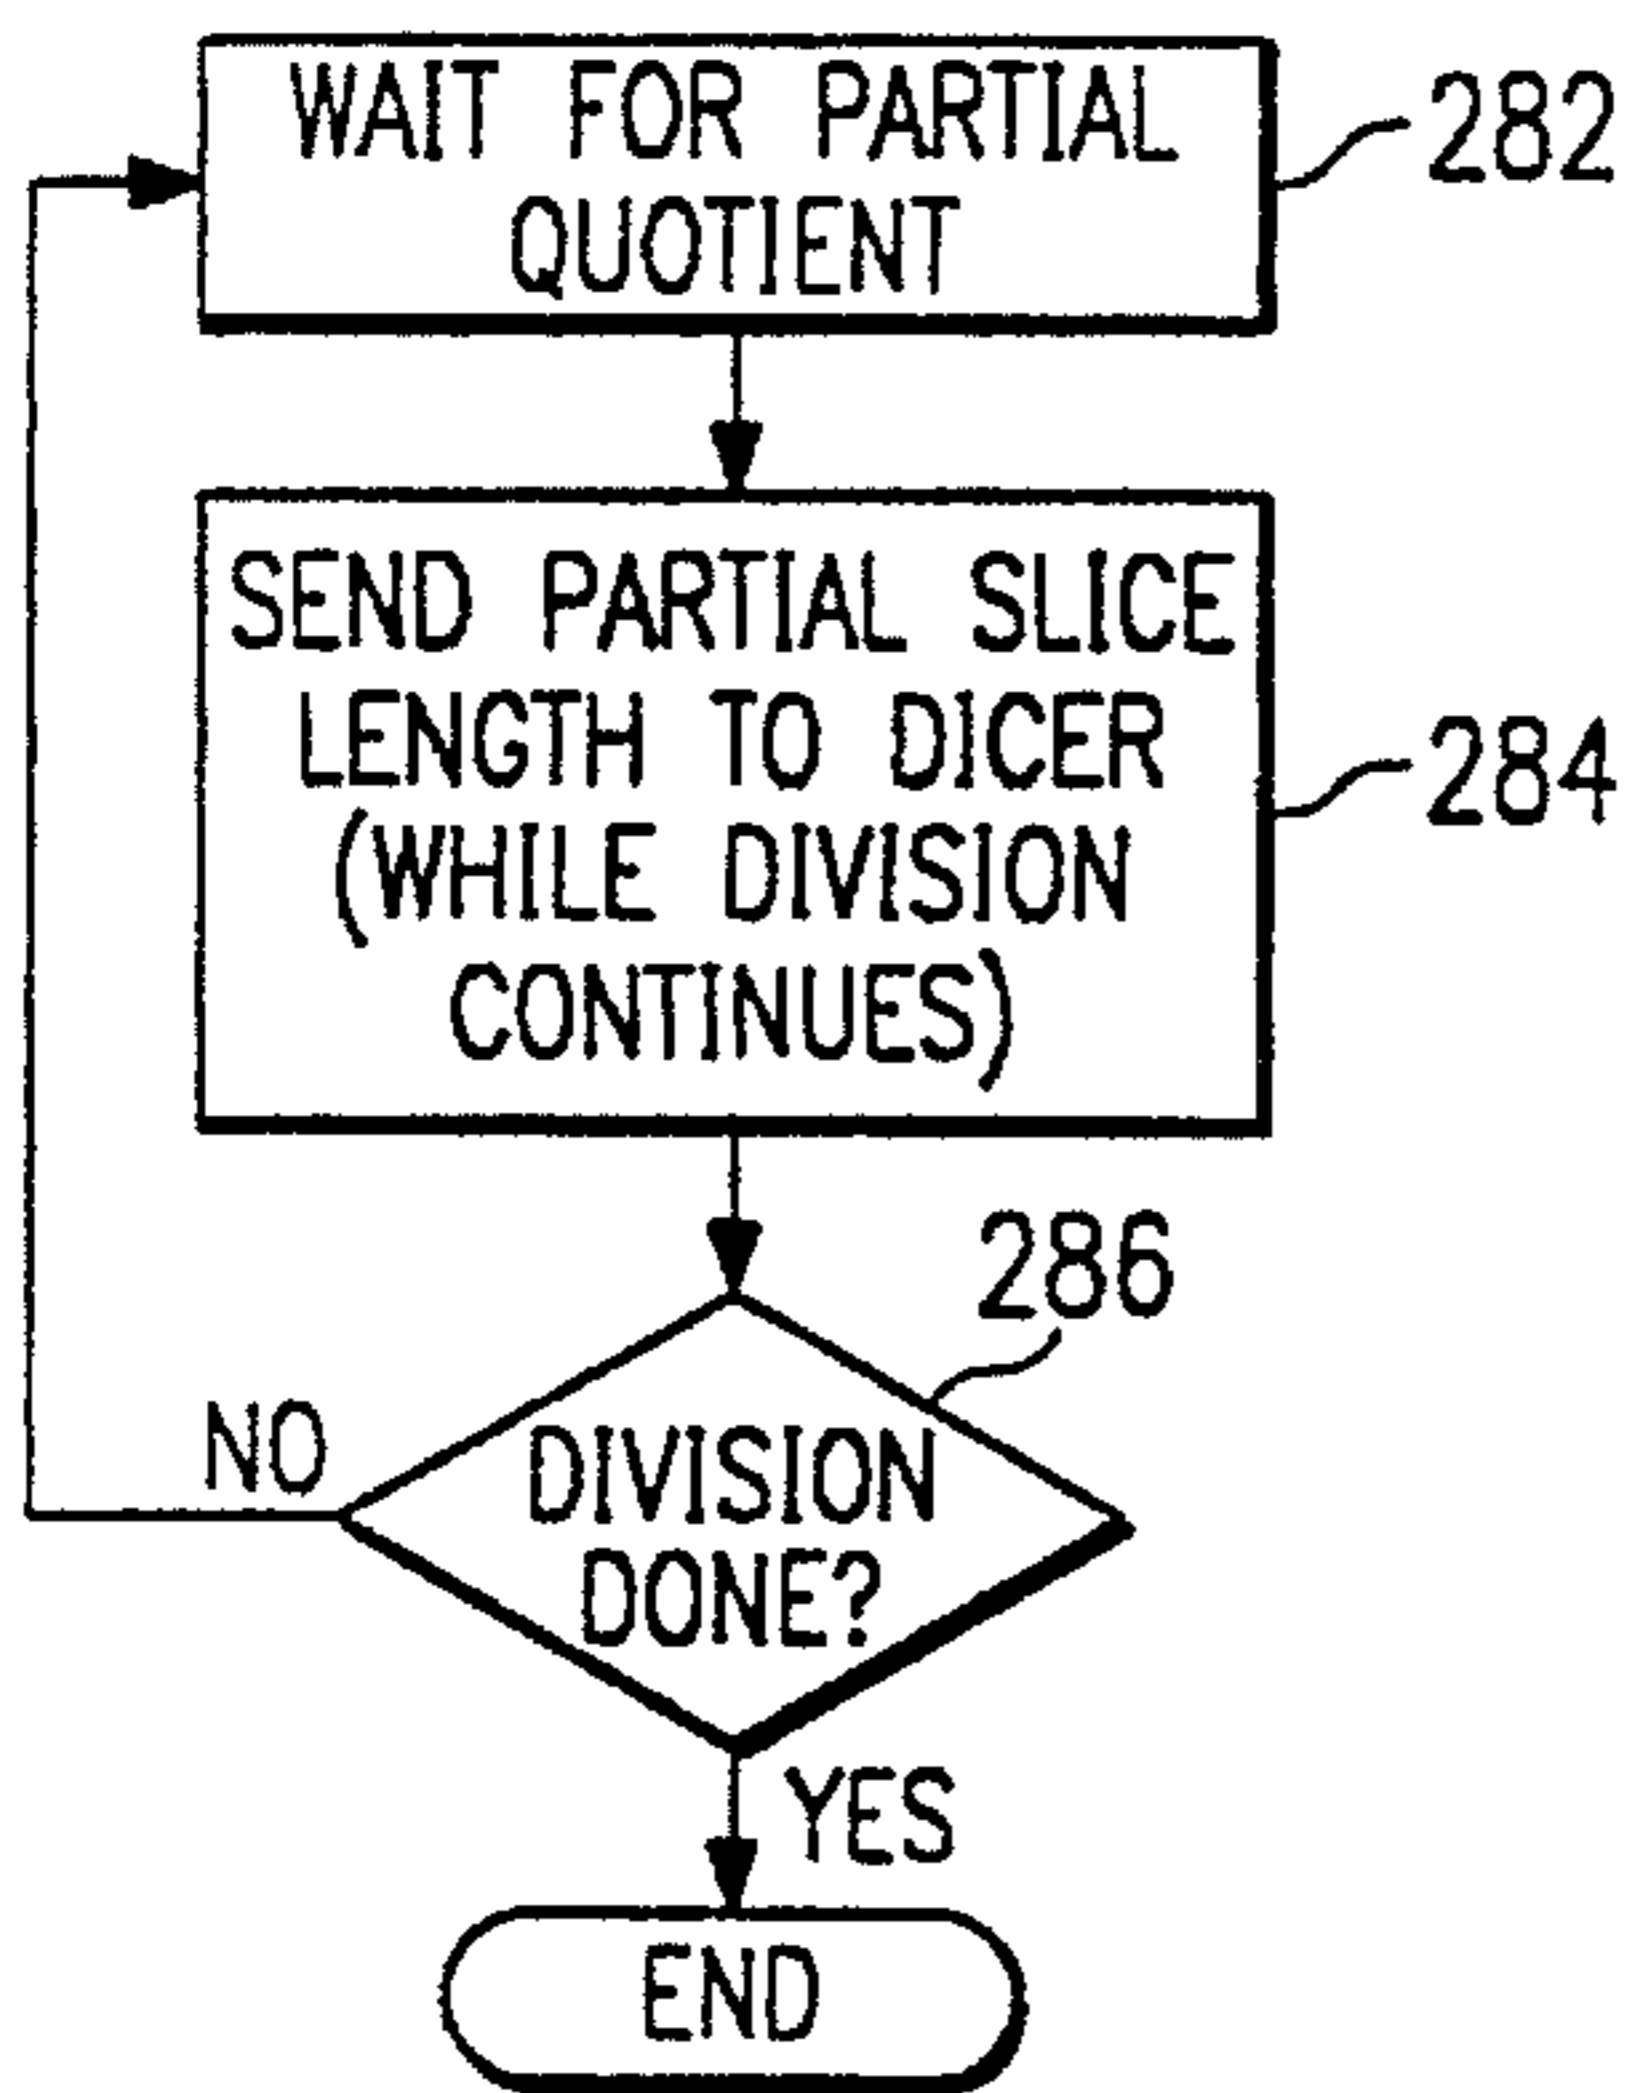 WAIT FOR PARTIAL
QUOTIENT
282
SEND PARTIAL SLICE
LENGTH TO DICER
(WHILE DIVISION
CONTINUES)
284
286
NO
DIVISION
DONE?
YES
END